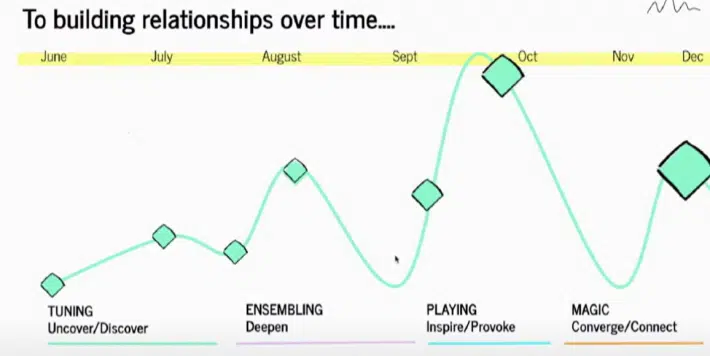 To building relationships over time....
June July August Sept Oct Nov Dec
TUNING
Uncover/Discover
ENSEMBLING
Deepen
PLAYING
Inspire/Provoke
MAGIC
Converge/Connect